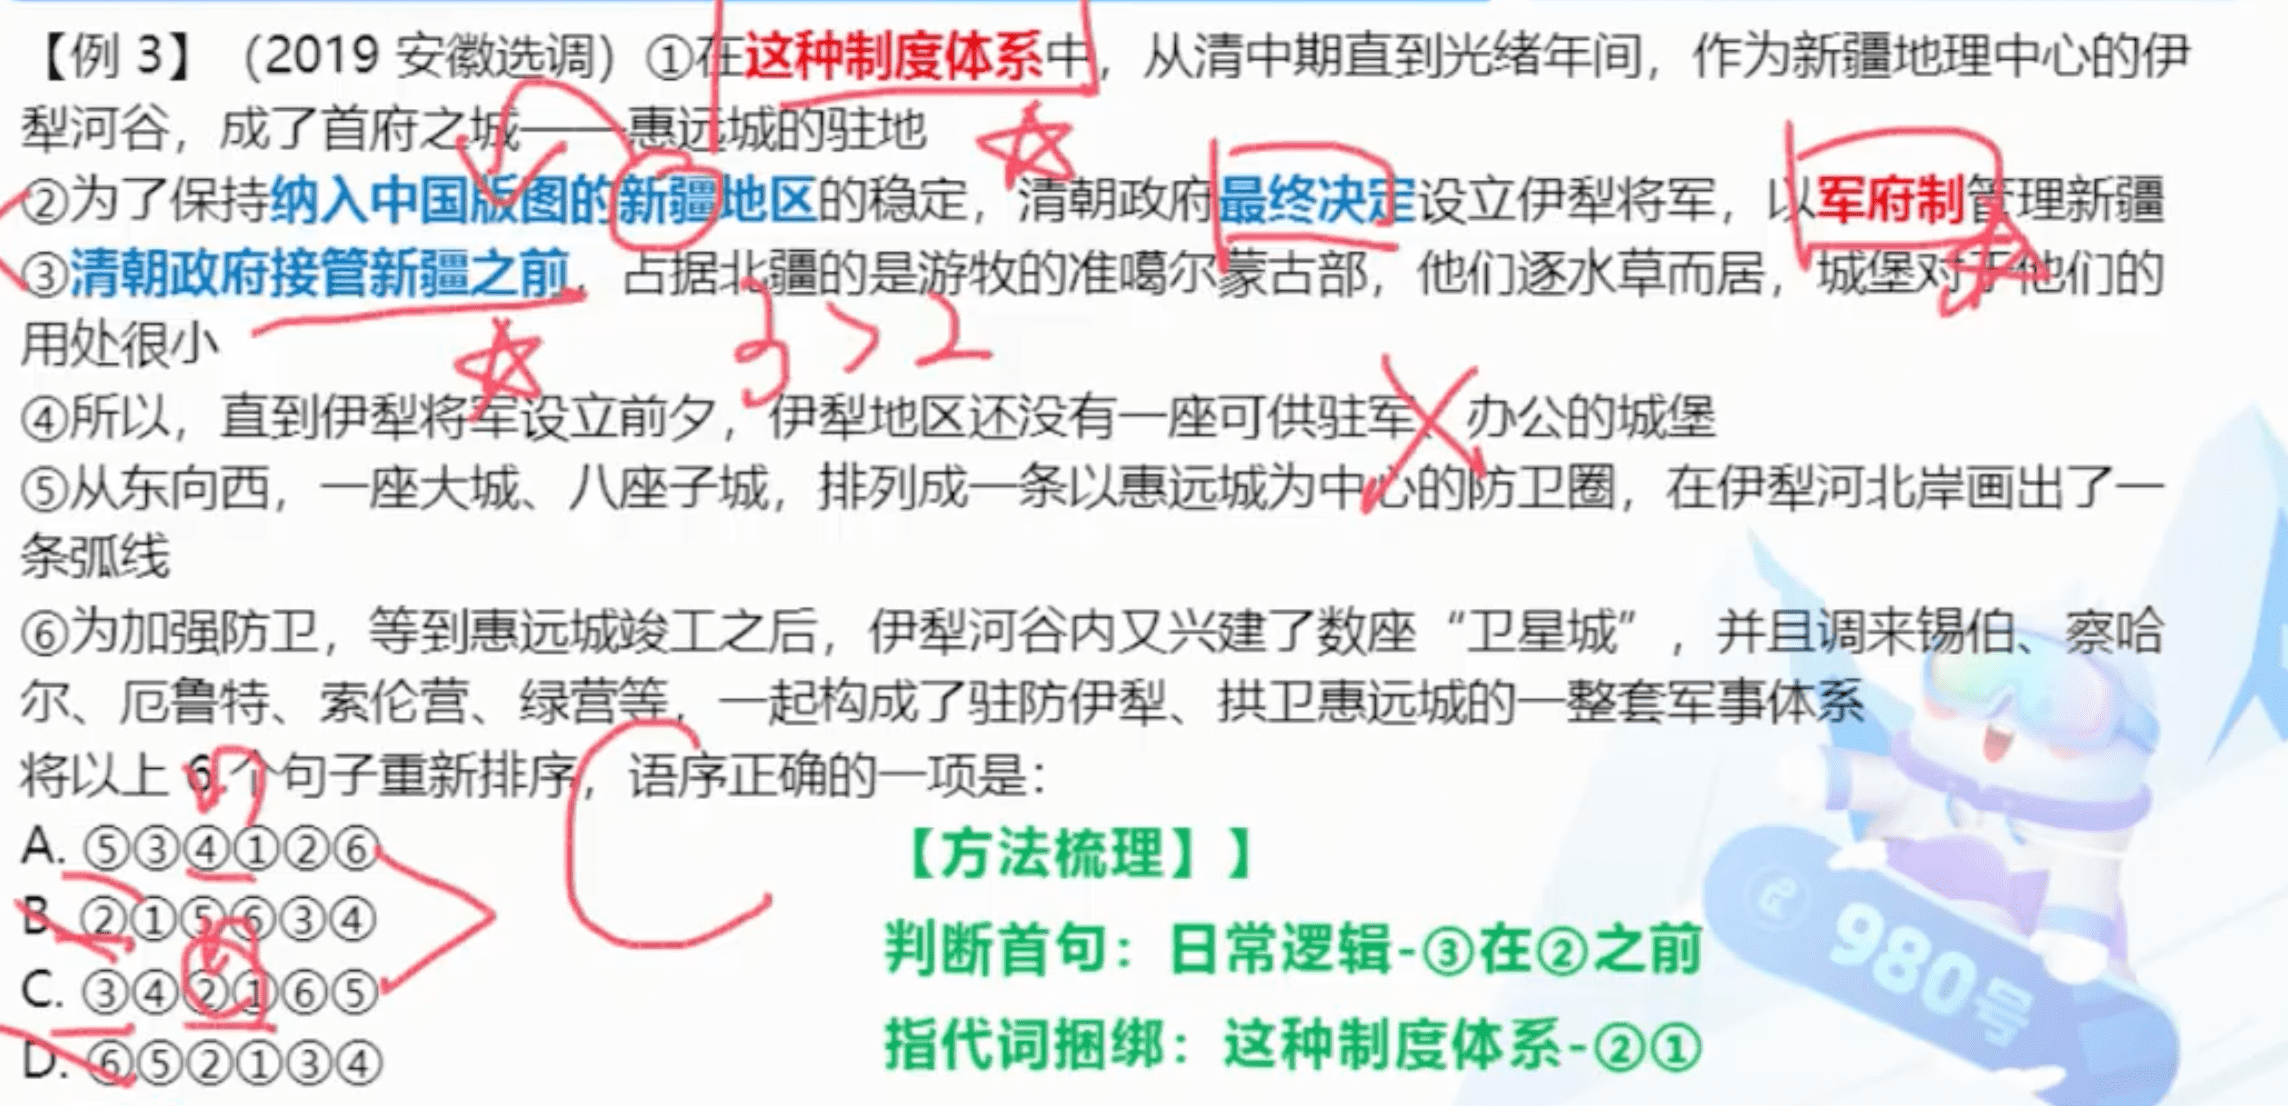 【例 3】（2019 安徽选调）①在这种制度体系中，从清中期直到光绪年间，作为新疆地理中心的伊
犁河谷，成了首府之城——惠远城的驻地
②为了保持纳入中国版图的新疆地区的稳定，清朝政府最终决定设立伊犁将军，以军府制管理新疆
③清朝政府接管新疆之前，占据北疆的是游牧的准噶尔蒙古部，他们逐水草而居，城堡对于他们的
用处很小
3>2
④所以，直到伊犁将军设立前夕，伊犁地区还没有一座可供驻军、办公的城堡
⑤从东向西，一座大城、八座子城，排列成一条以惠远城为中心的防卫圈，在伊犁河北岸画出了一
条弧线
⑥为加强防卫，等到惠远城竣工之后，伊犁河谷内又兴建了数座“卫星城”，并且调来锡伯、察哈
尔、厄鲁特、索伦营、绿营等，一起构成了驻防伊犁、拱卫惠远城的一整套军事体系
将以上 6 个句子重新排序，语序正确的一项是：
A. ⑤③④①②⑥
B. ②①⑤⑥③④
C. ③④②①⑥⑤
D. ⑥⑤②①③④
C
【方法梳理】】
判断首句：日常逻辑-③在②之前
指代词捆绑：这种制度体系-②①
980号